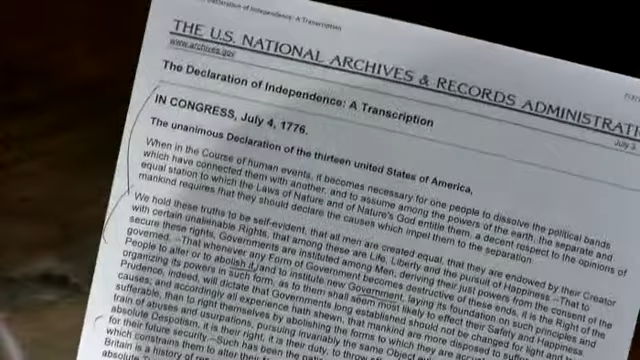 Declaration of Independence: A Transcription
THE U.S. NATIONAL ARCHIVES & RECORDS ADMINISTRATI
www.archives.gov
July 3
The Declaration of Independence: A Transcription
IN CONGRESS, July 4, 1776.
The unanimous Declaration of the thirteen united States of America,
When in the Course of human events, it becomes necessary for one people to dissolve the political bands
which have connected them with another, and to assume among the powers of the earth, the separate and
equal station to which the Laws of Nature and of Nature's God entitle them, a decent respect to the opinions of
mankind requires that they should declare the causes which impel them to the separation.
We hold these truths to be self-evident, that all men are created equal, that they are endowed by their Creator
with certain unalienable Rights, that among these are Life, Liberty and the pursuit of Happiness.--That to
secure these rights, Governments are instituted among Men, deriving their just powers from the consent of the
governed, --That whenever any Form of Government becomes destructive of these ends, it is the Right of the
People to alter or to abolish it, and to institute new Government, laying its foundation on such principles and
organizing its powers in such form, as to them shall seem most likely to effect their Safety and Happiness.
Prudence, indeed, will dictate that Governments long established should not be changed for light and
causes; and accordingly all experience hath shewn, that mankind are more disposed to
sufferable, than to right themselves by abolishing the forms to which they are
train of abuses and usurpations, pursuing invariably the same Object
absolute Despotism, it is their right, it is their duty, to throw
for their future security.--Such has been the
which constrains them to alter their
Britain is a history of
absolute